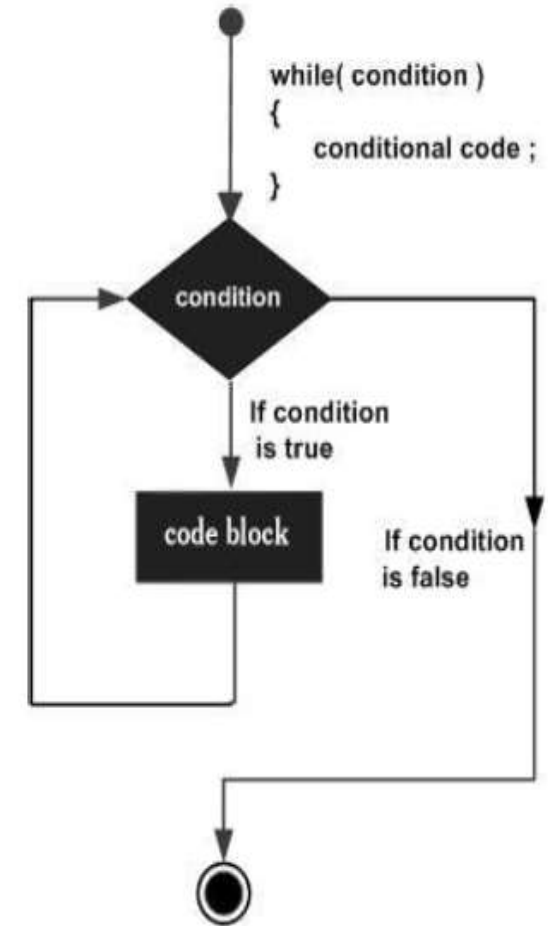 while( condition )
{
conditional code ;
}
condition
If condition
is true
code block
If condition
is false